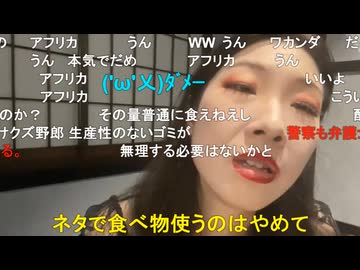 の アフリカ うん WW うん ワカンダ だ
うん 本気でだめ アフリカ うん
アフリカ (°ω°乂)ﾀﾞﾒｰ いいよ
アフリカ こうい
のか？ その量普通に食えねえし
サクズ野郎 生産性のないゴミが 警察も弁護
る。 無理する必要はないかと
ネタで食べ物使うのはやめて